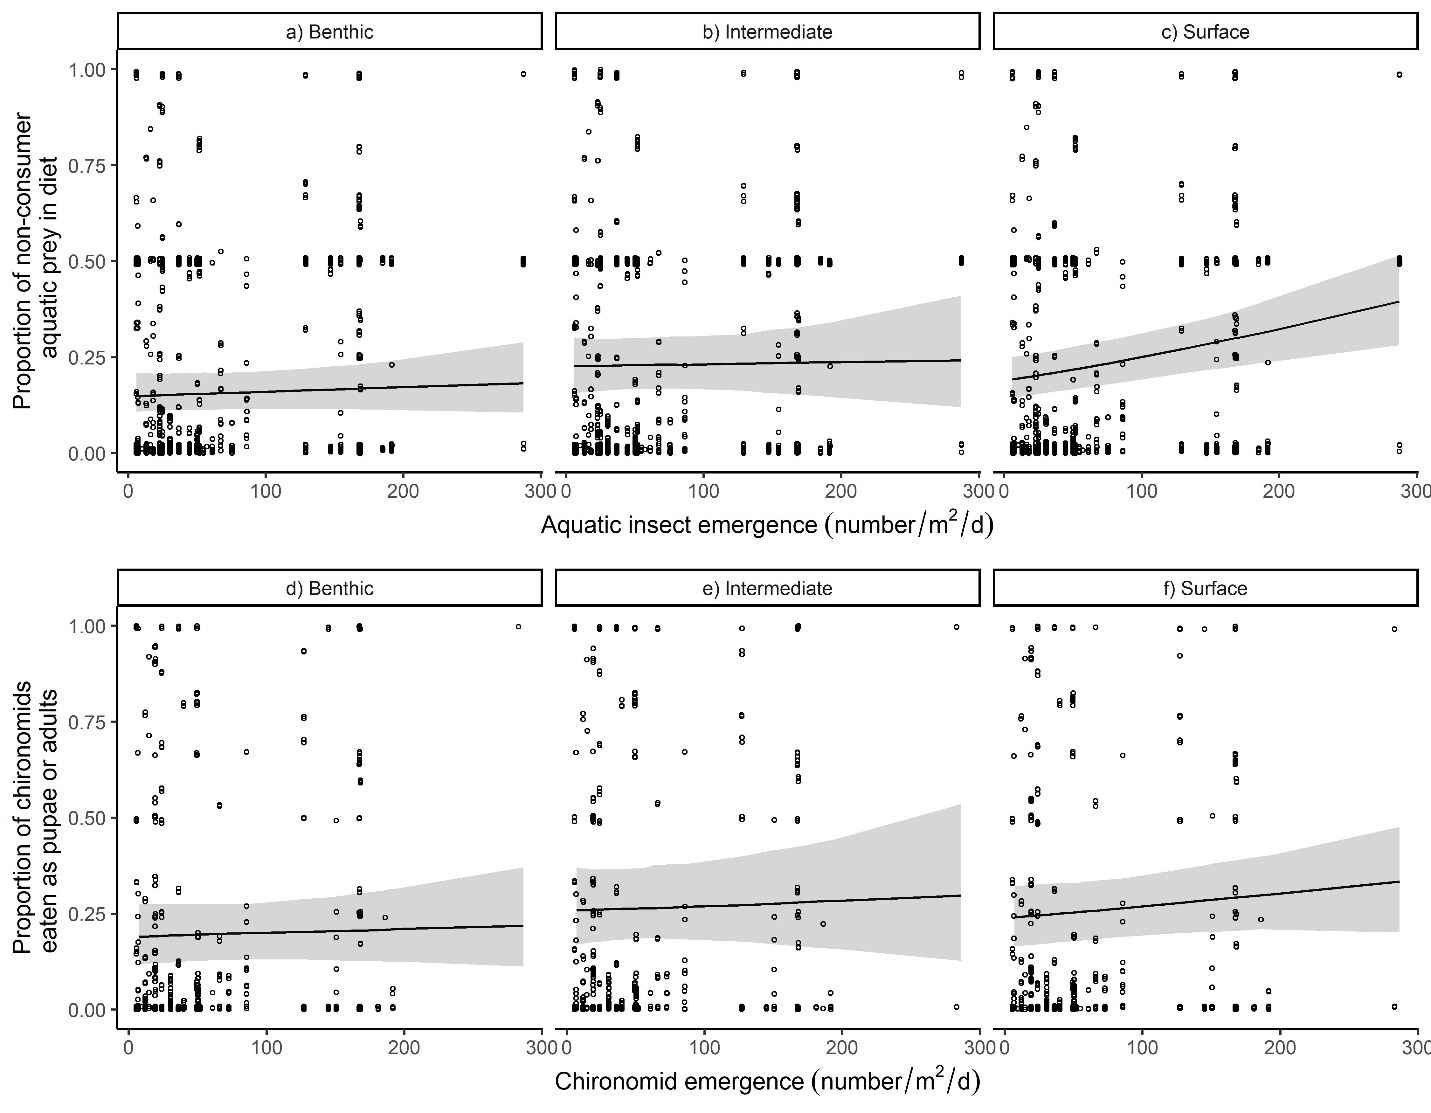 a) Benthic
b) Intermediate
c) Surface
Proportion of non-consumer
aquatic prey in diet
1.00
0.75
0.50
0.25
0.00
0 100 200 300 0 100 200 300 0 100 200 300
Aquatic insect emergence (number/m²/d)
d) Benthic
e) Intermediate
f) Surface
Proportion of chironomids
eaten as pupae or adults
1.00
0.75
0.50
0.25
0.00
0 100 200 300 0 100 200 300 0 100 200 300
Chironomid emergence (number/m²/d)